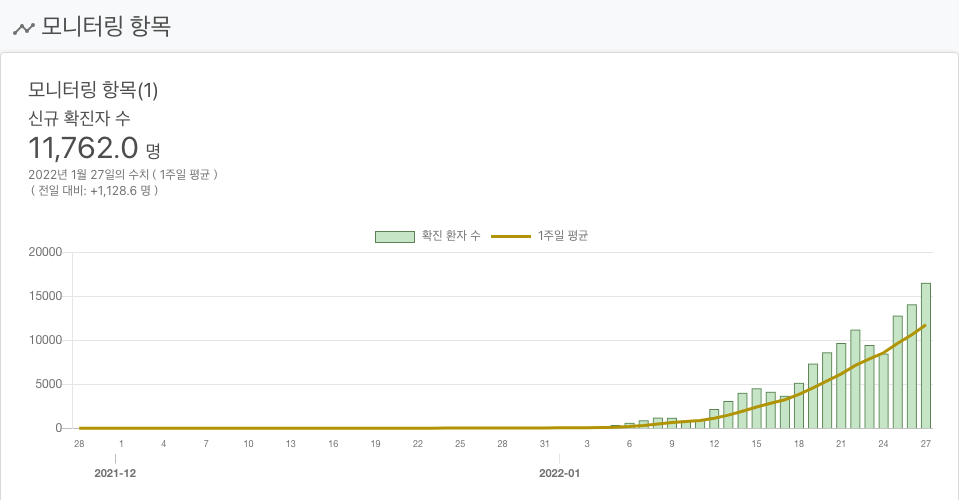 모니터링 항목
모니터링 항목(1)
신규 확진자 수
11,762.0 명
2022년 1월 27일의 수치 ( 1주일 평균 )
( 전일 대비: +1,128.6 명 )
확진 환자 수 1주일 평균
20000
15000
10000
5000
0
28 1 4 7 10 13 16 19 22 25 28 31 3 6 9 12 15 18 21 24 27
2021-12 2022-01